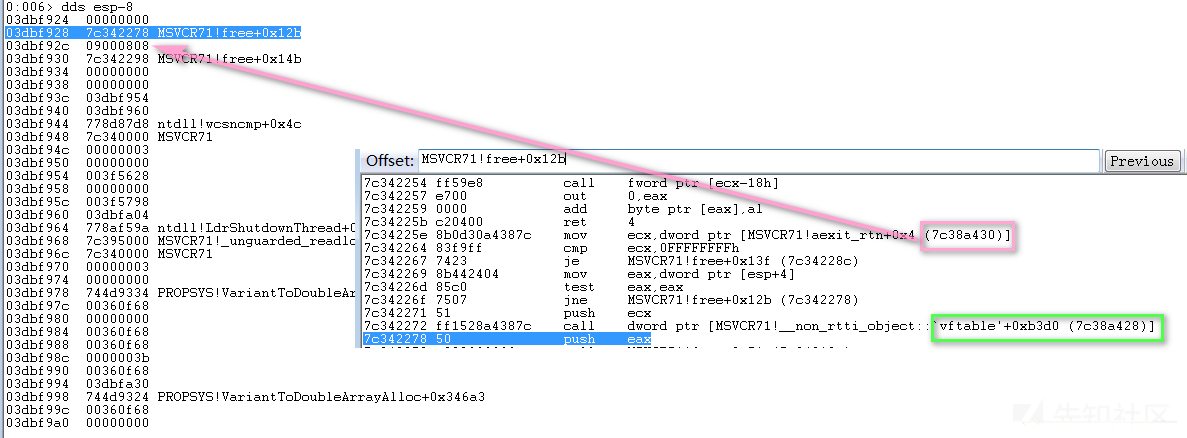 0:006> dds esp-8
03dbf924  00000000
03dbf928  7c342278 MSVCR71!free+0x12b
03dbf92c  09000808
03dbf930  7c342298 MSVCR71!free+0x14b
03dbf934  00000000
03dbf938  00000000
03dbf93c  03dbf954
03dbf940  03dbf960
03dbf944  778d87d8 ntdll!wcsncmp+0x4c
03dbf948  7c340000 MSVCR71
03dbf94c  00000003
03dbf950  00000000
03dbf954  003f5628
03dbf958  00000000
03dbf95c  003f5798
03dbf960  03dbfa04
03dbf964  778af59a ntdll!LdrShutdownThread+0
03dbf968  7c395000 MSVCR71!_unguarded_readlc
03dbf96c  7c340000 MSVCR71
03dbf970  00000003
03dbf974  00000000
03dbf978  744d9334 PROPSYS!VariantToDoubleArr
03dbf97c  00000000
03dbf980  00360f68
03dbf984  00000000
03dbf988  00360f68
03dbf98c  0000003b
03dbf990  00360f68
03dbf994  03dbfa30
03dbf998  744d9324 PROPSYS!VariantToDoubleArrayAlloc+0x346a3
03dbf99c  00360f68
03dbf9a0  00000000
Offset: MSVCR71!free+0x12b
Previous
7c342254 ff59e8 call fword ptr [ecx-18h]
7c342257 e700 out 0,eax
7c342259 0000 add byte ptr [eax],al
7c34225b c20400 ret 4
7c34225e 8b0d30a4387c mov ecx,dword ptr [MSVCR71!aexit_rtn+0x4 (7c38a430)]
7c342264 83f9ff cmp ecx,0FFFFFFFFh
7c342267 7423 je MSVCR71!free+0x13f (7c34228c)
7c342269 8b442404 mov eax,dword ptr [esp+4]
7c34226d 85c0 test eax,eax
7c34226f 7507 jne MSVCR71!free+0x12b (7c342278)
7c342271 51 push ecx
7c342272 ff1528a4387c call dword ptr [MSVCR71!__non_rtti_object::`vftable'+0xb3d0 (7c38a428)]
7c342278 50 push eax
先知社区